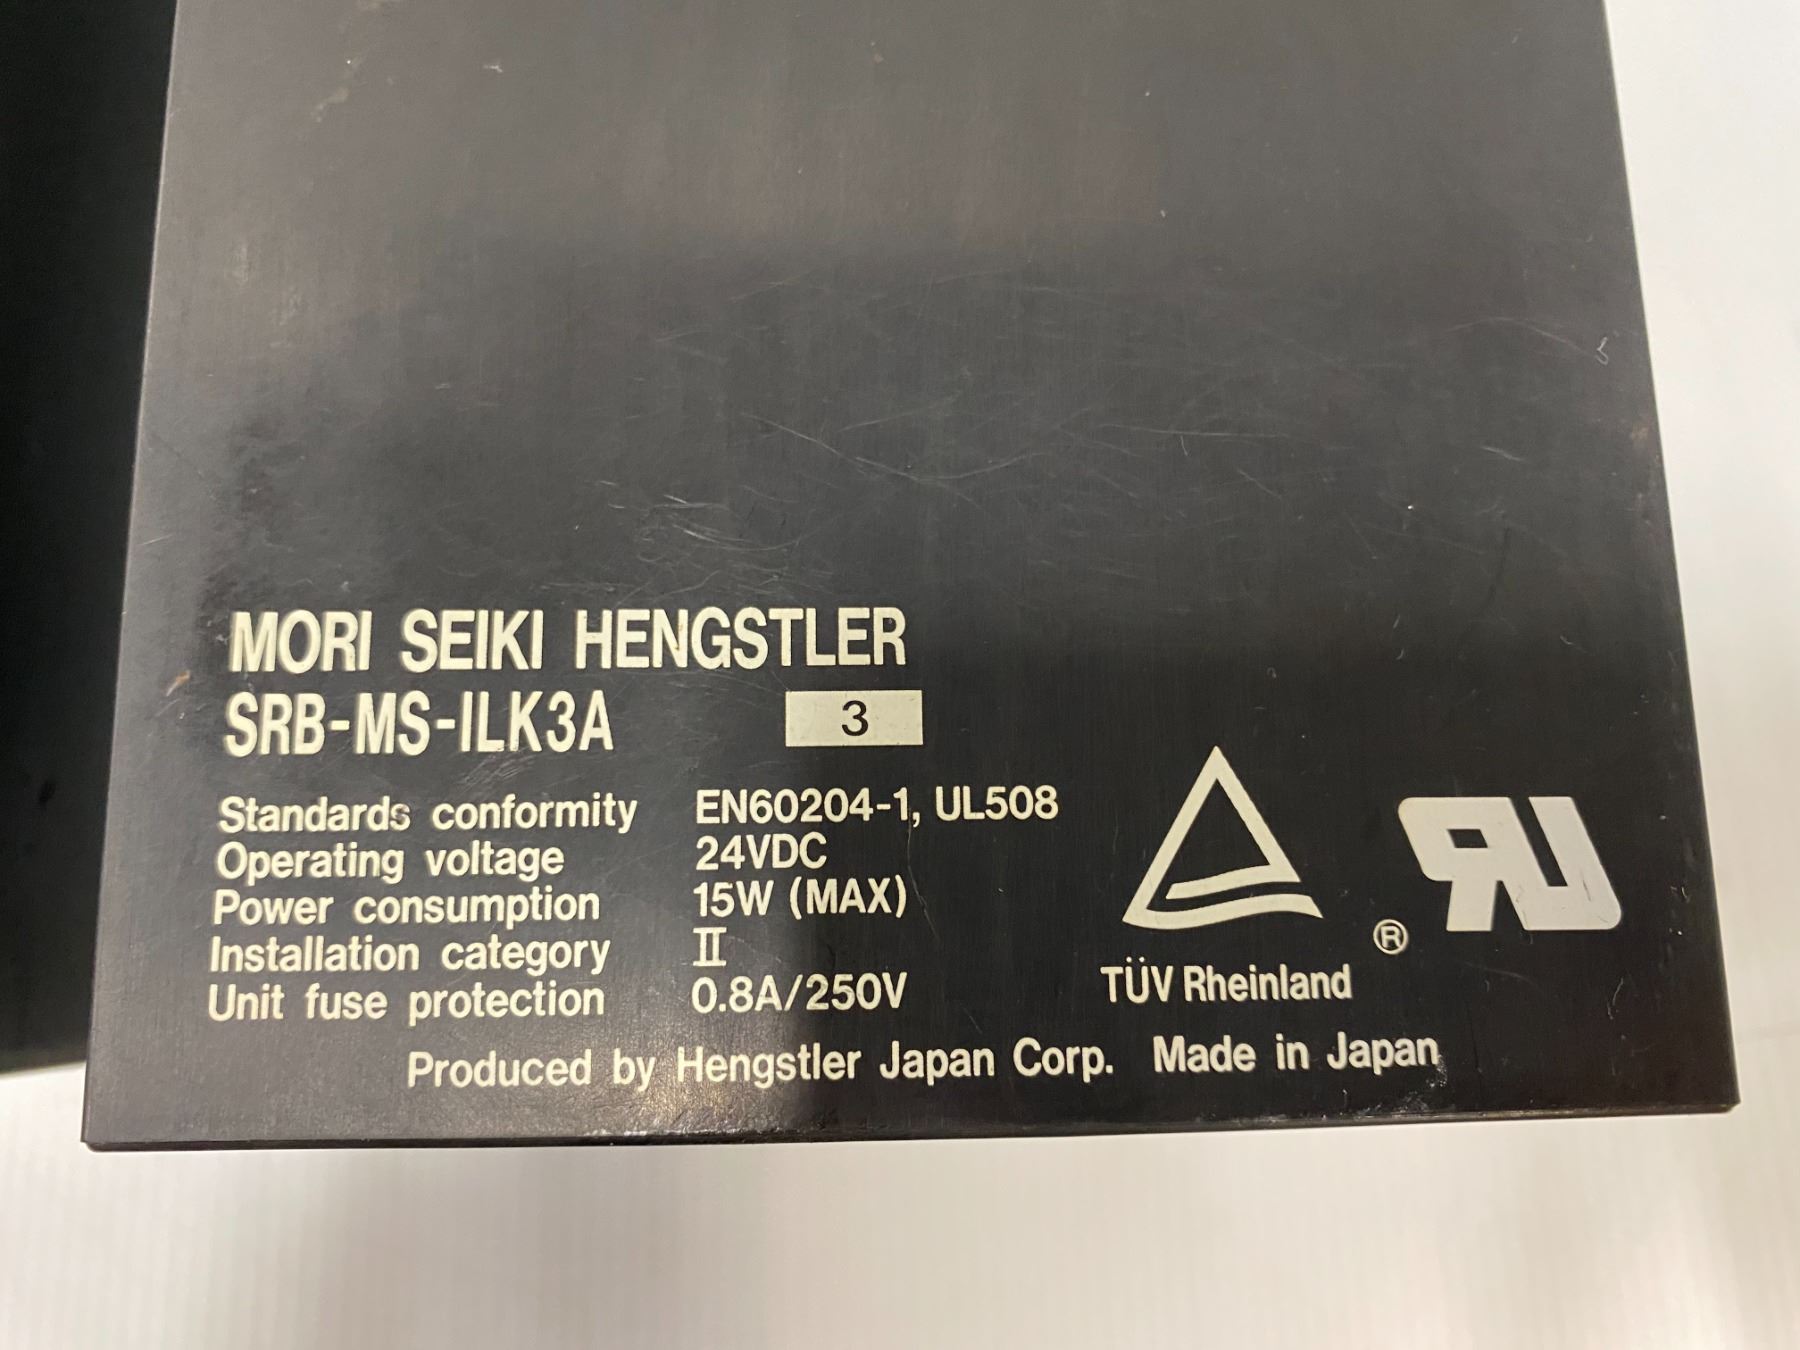 MORI SEIKI HENGSTLER
SRB-MS-ILK3A 3
Standards conformity EN60204-1, UL508
Operating voltage 24VDC
Power consumption 15W (MAX)
Installation category II
Unit fuse protection 0.8A/250V
TÜV Rheinland ® RU
Produced by Hengstler Japan Corp. Made in Japan